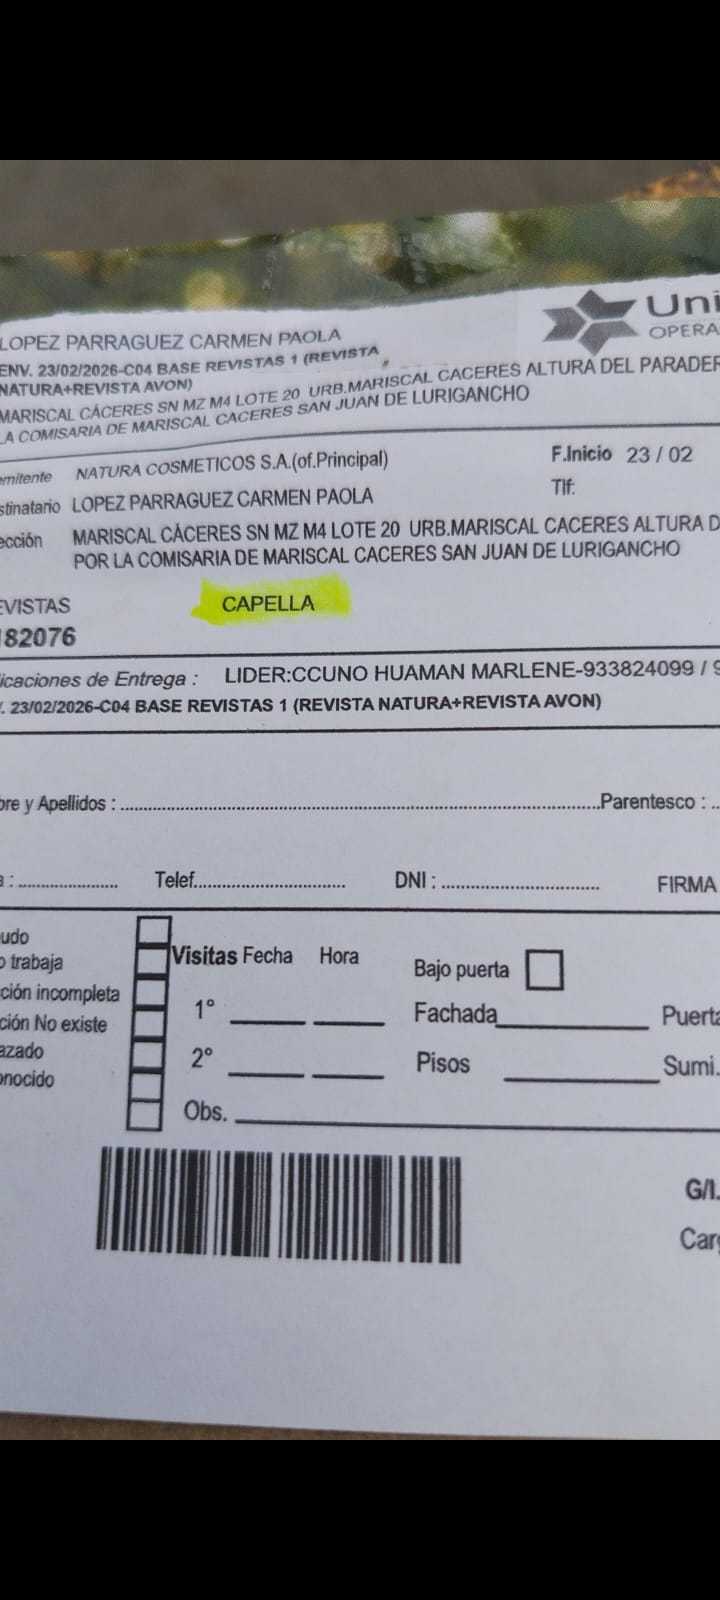 LOPEZ PARRAGUEZ CARMEN PAOLA
Uni
OPERA
ENV. 23/02/2026-C04 BASE REVISTAS 1 (REVISTA
NATURA+REVISTA AVON)
MARISCAL CÁCERES SN MZ M4 LOTE 20 URB.MARISCAL CACERES ALTURA DEL PARADER
LA COMISARIA DE MARISCAL CACERES SAN JUAN DE LURIGANCHO
emitente NATURA COSMETICOS S.A.(of.Principal) F.Inicio 23 / 02
stinatario LOPEZ PARRAGUEZ CARMEN PAOLA Tlf:
ección MARISCAL CÁCERES SN MZ M4 LOTE 20 URB.MARISCAL CACERES ALTURA D
POR LA COMISARIA DE MARISCAL CACERES SAN JUAN DE LURIGANCHO
EVISTAS CAPELLA
182076
licaciones de Entrega : LIDER:CCUNO HUAMAN MARLENE-933824099 / 9
. 23/02/2026-C04 BASE REVISTAS 1 (REVISTA NATURA+REVISTA AVON)
bre y Apellidos : Parentesco :
a : Telef. DNI : FIRMA
udo
o trabaja Visitas Fecha Hora Bajo puerta
ción incompleta 1° Fachada Puerta
ción No existe
azado 2° Pisos Sumi.
onocido
Obs.
G/I.
Carg